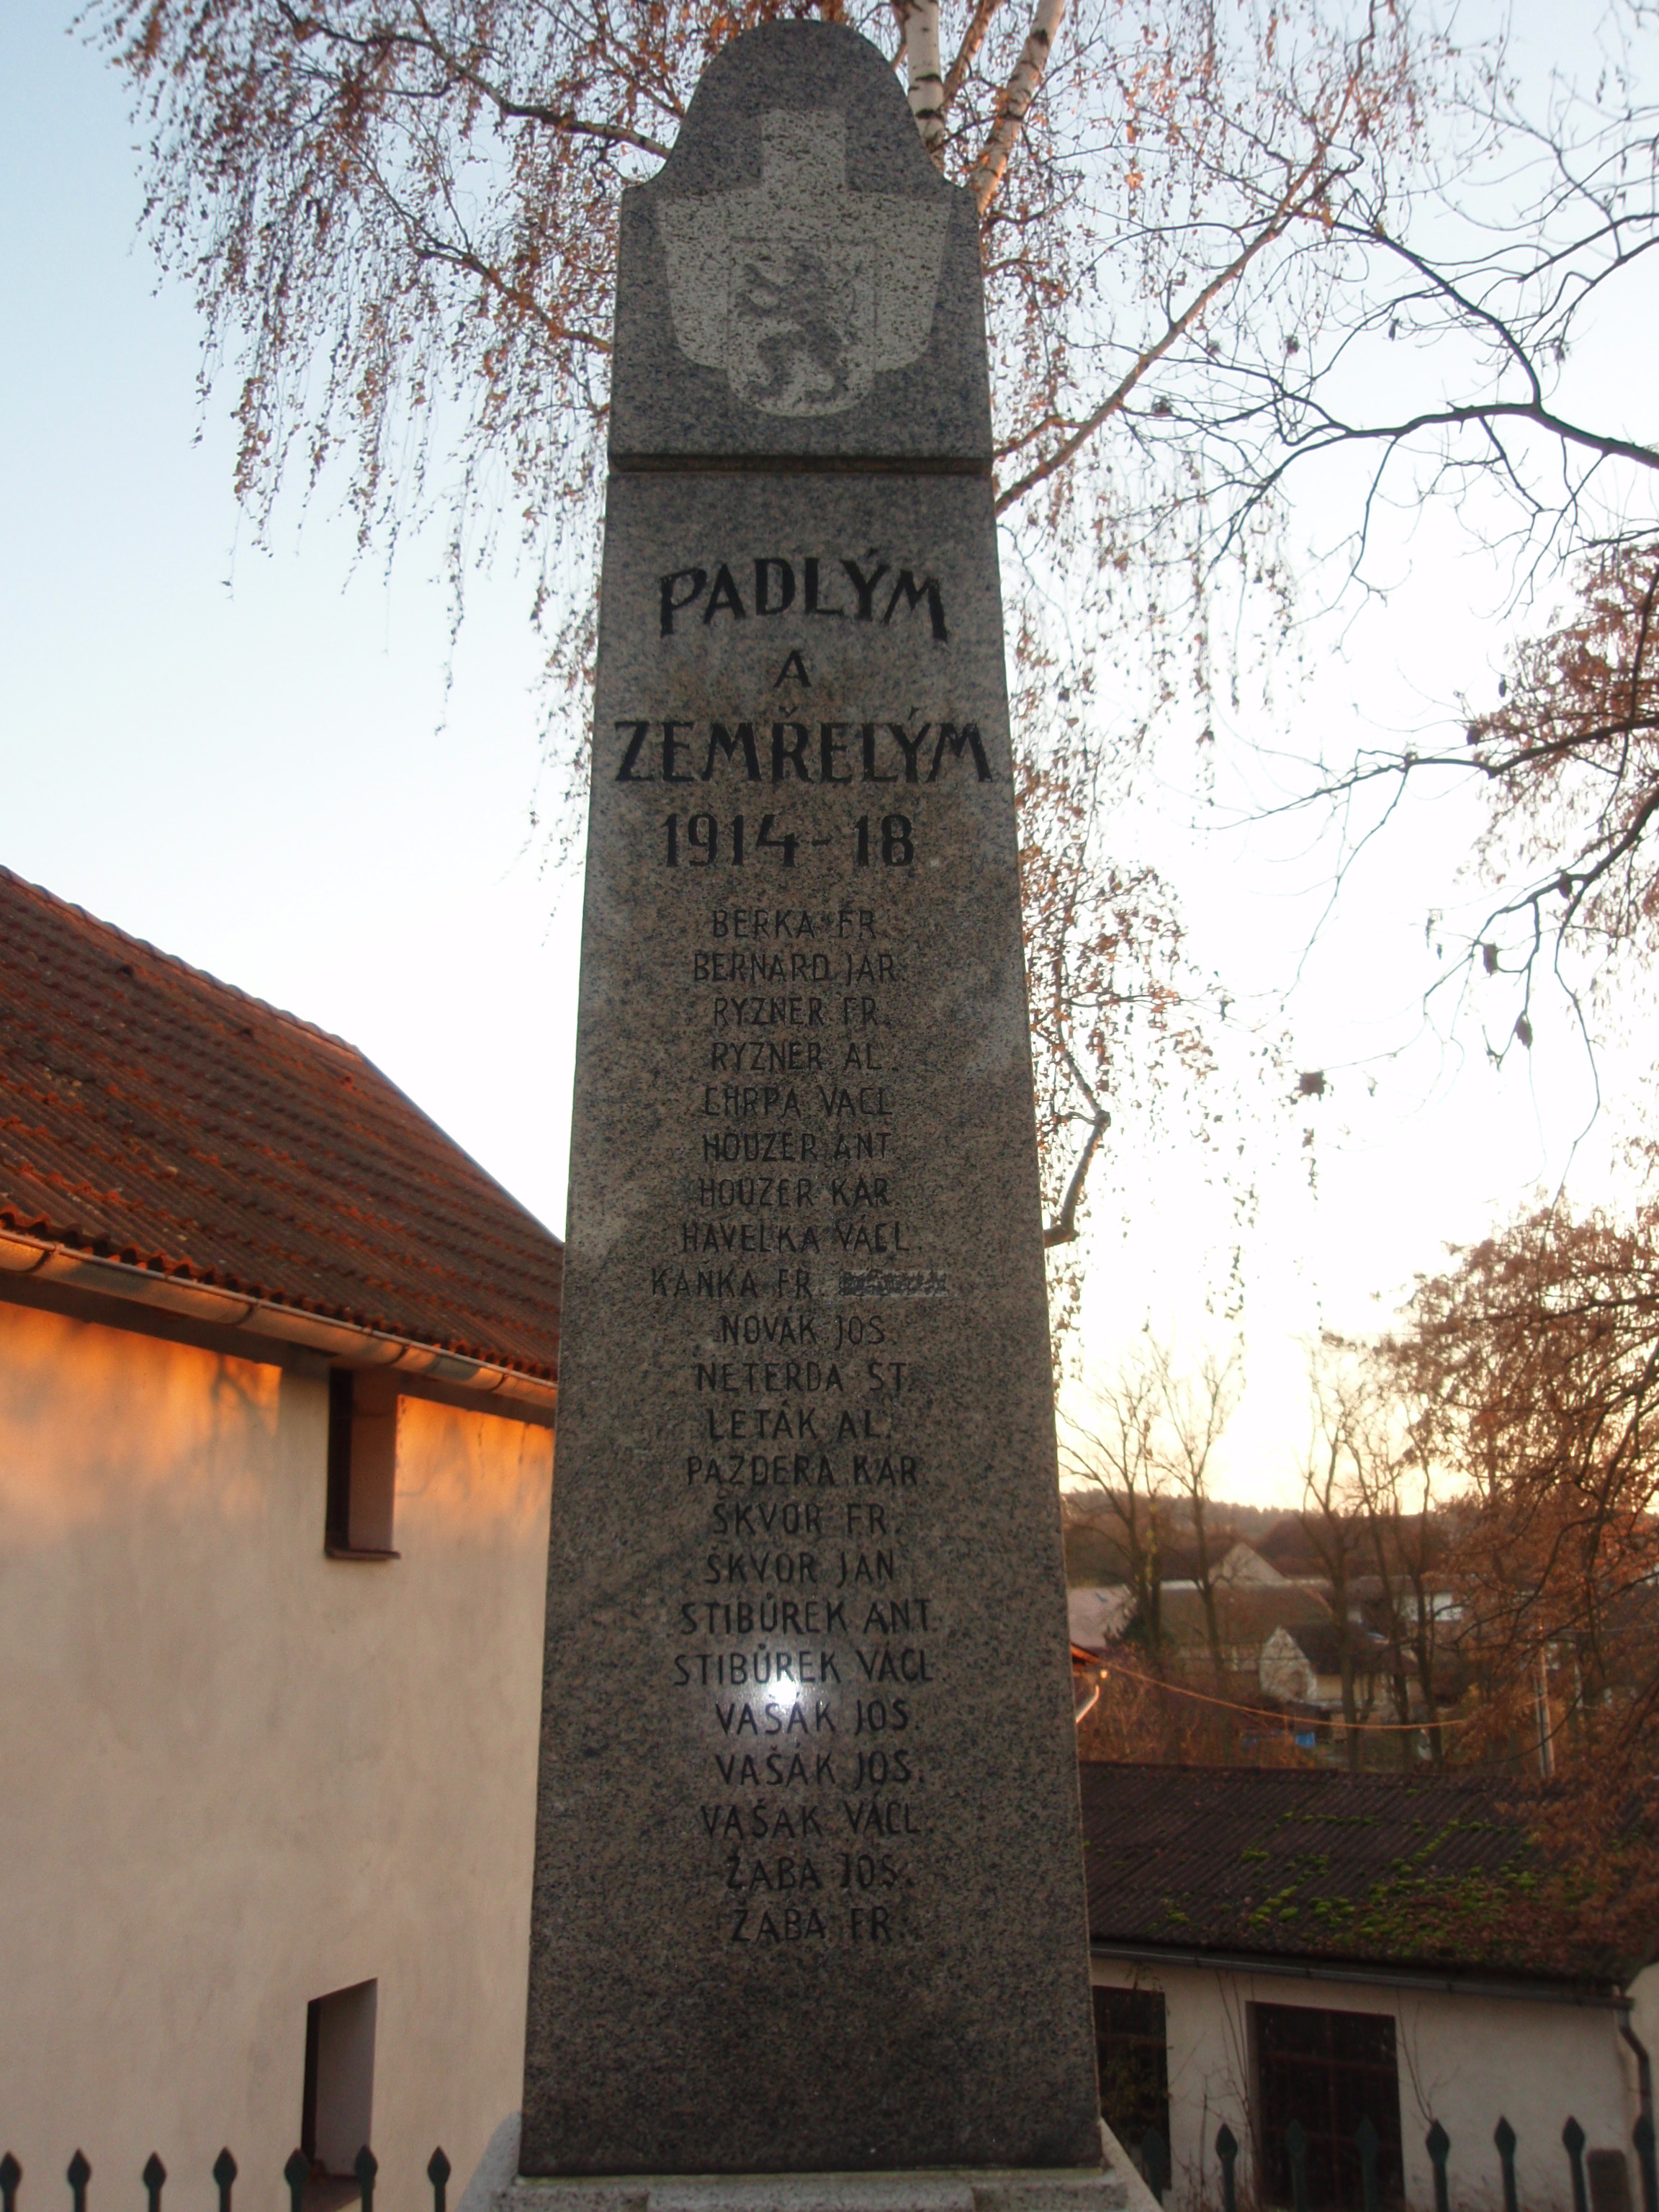 PADLÝM
A
ZEMŘELÝM
1914-18
BERKA FR.
BERNARD JAR.
RYZNER FR.
RYZNER AL.
CHRPA VACL
HOUZER ANT.
HOUZER KAR.
HAVELKA VÁCL.
KAŇKA FR.
NOVÁK JOS.
NETERDA ST.
LETÁK AL.
PAZDERA KAR.
ŠKVOR FR.
ŠKVOR JAN
STIBŮREK ANT.
STIBŮREK VÁCL.
VAŠÁK JOS.
VAŠÁK JOS.
VAŠÁK VÁCL.
ŽÁBA JOS.
ŽÁBA FR.